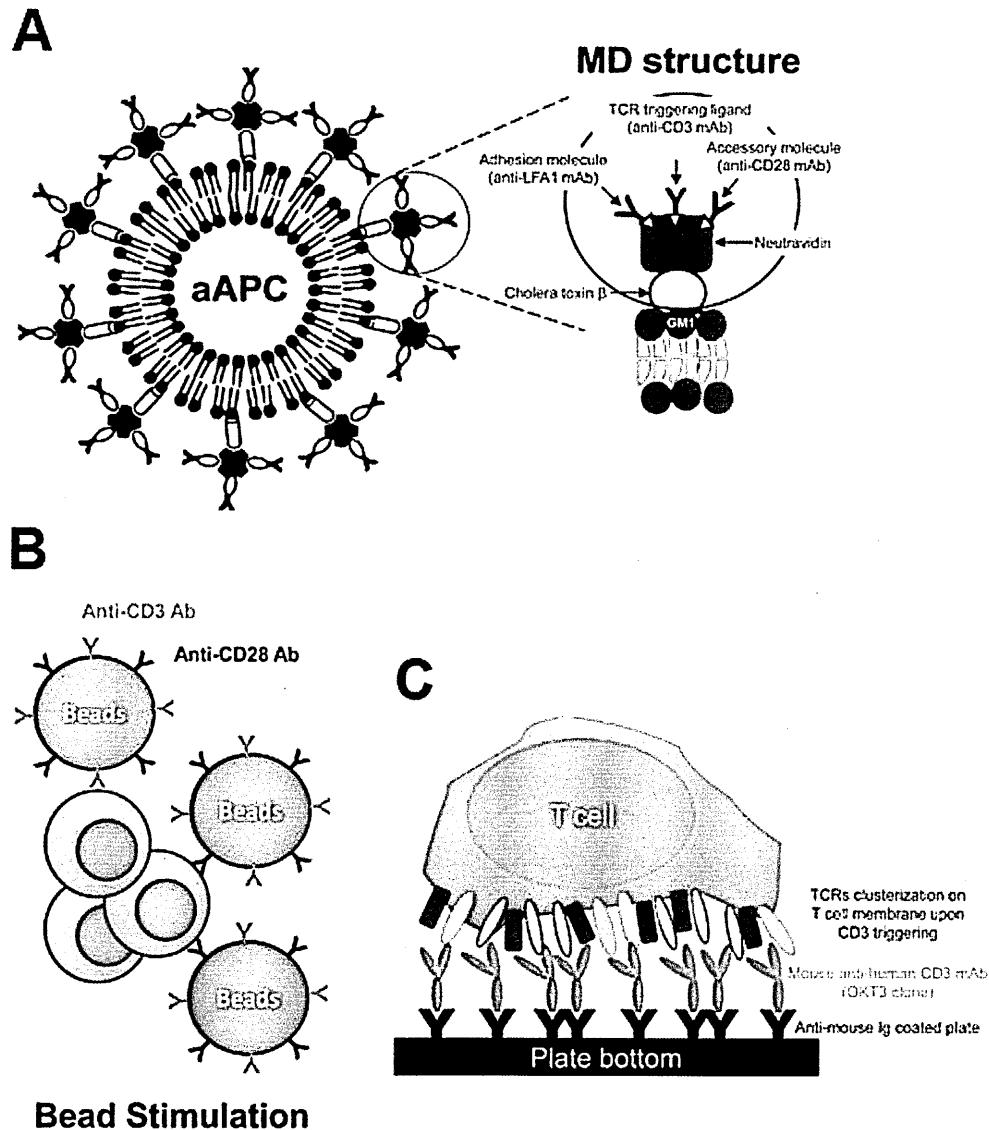 A
MD structure
TCR triggering ligand
(anti-CD3 mAb)
Adhesion molecule
(anti-LFA1 mAb)
Accessory molecule
(anti-CD28 mAb)
aAPC
Neutravidin
Cholera toxin β
GM1
B
Anti-CD3 Ab
Anti-CD28 Ab
Beads
Beads
Beads
Bead Stimulation
C
T cell
TCRs clusterization on
T cell membrane upon
CD3 triggering
Mouse anti-human CD3 mAb
(OKT3 clone)
Anti-mouse Ig coated plate
Plate bottom